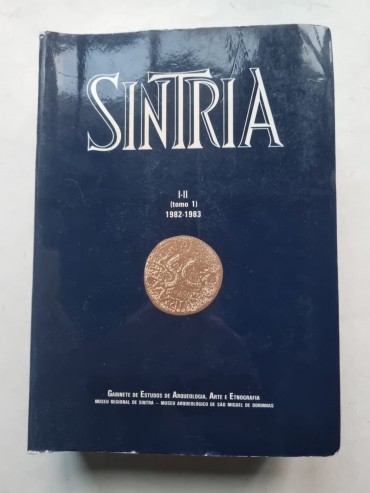 SINTRIA
I-II
(tomo 1)
1982-1983
GABINETE DE ESTUDOS DE ARQUEOLOGIA, ARTE E ETNOGRAFIA
MUSEU REGIONAL DE SINTRA – MUSEU ARQUEOLÓGICO DE SÃO MIGUEL DE ODRINHAS